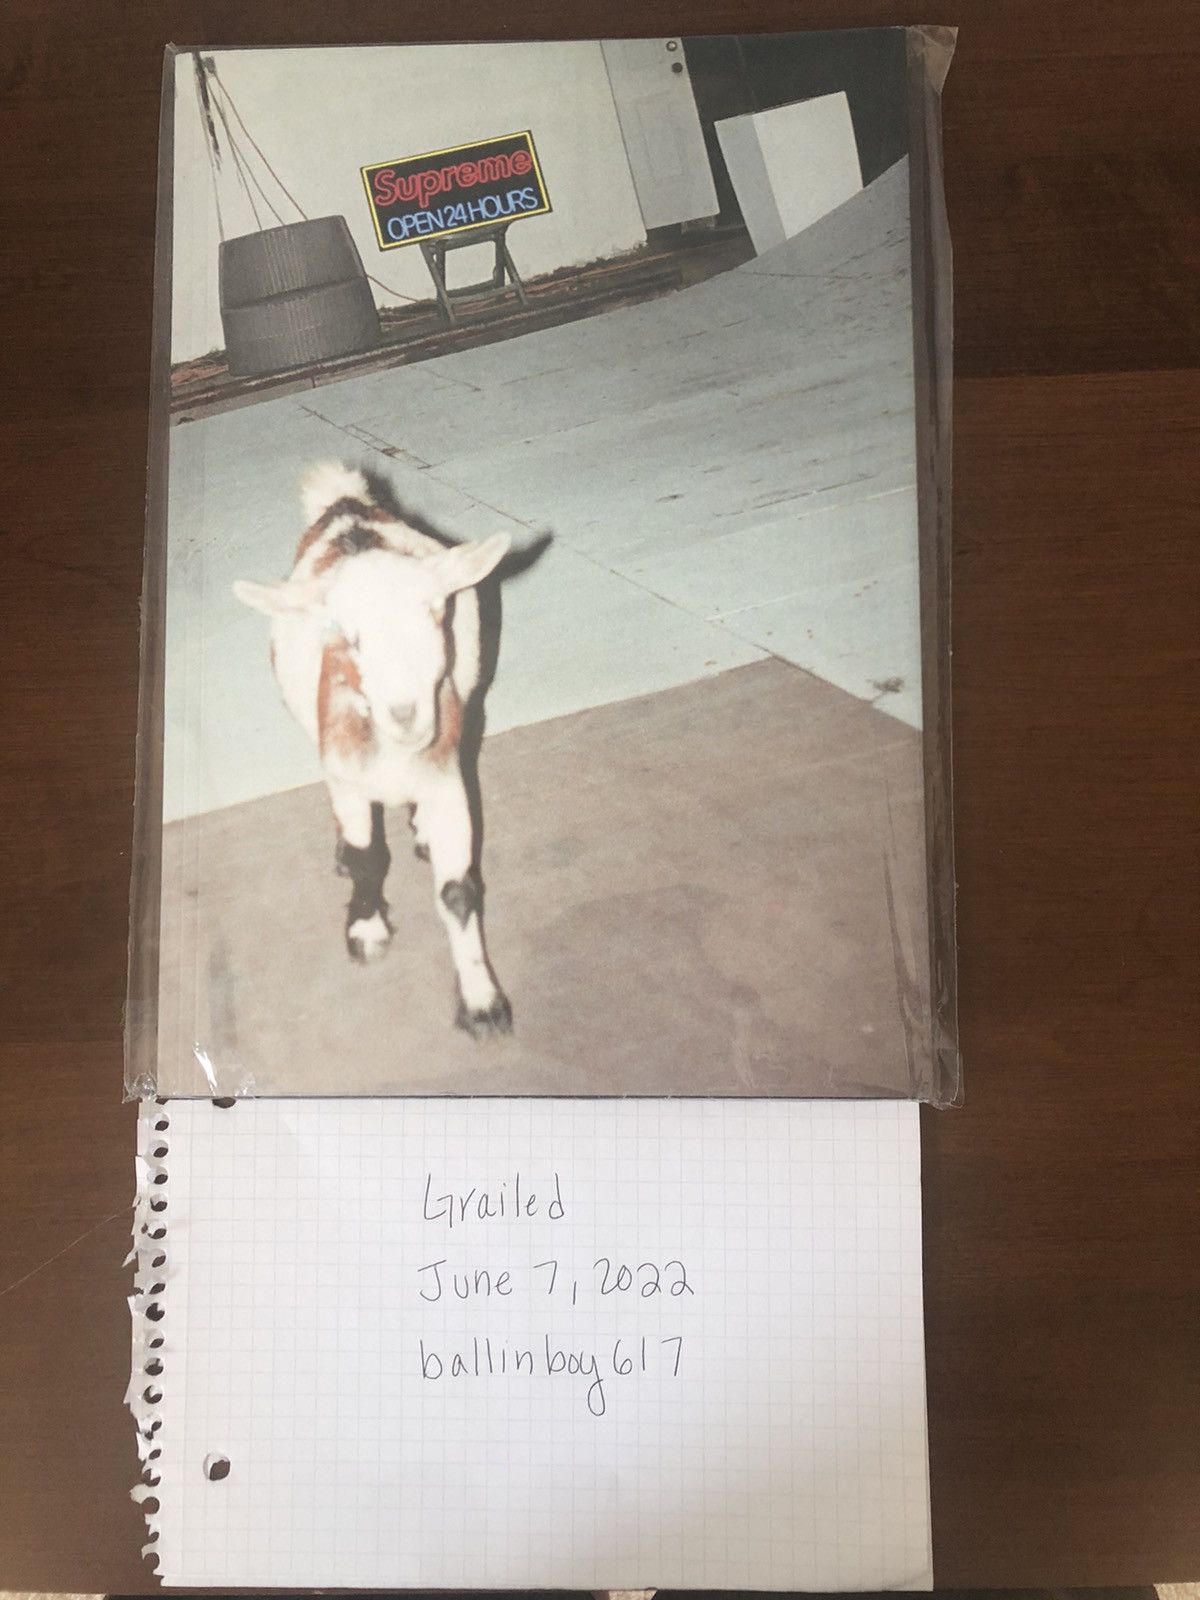 Supreme
OPEN 24 HOURS
Grailed
June 7, 2022
ballinboy617